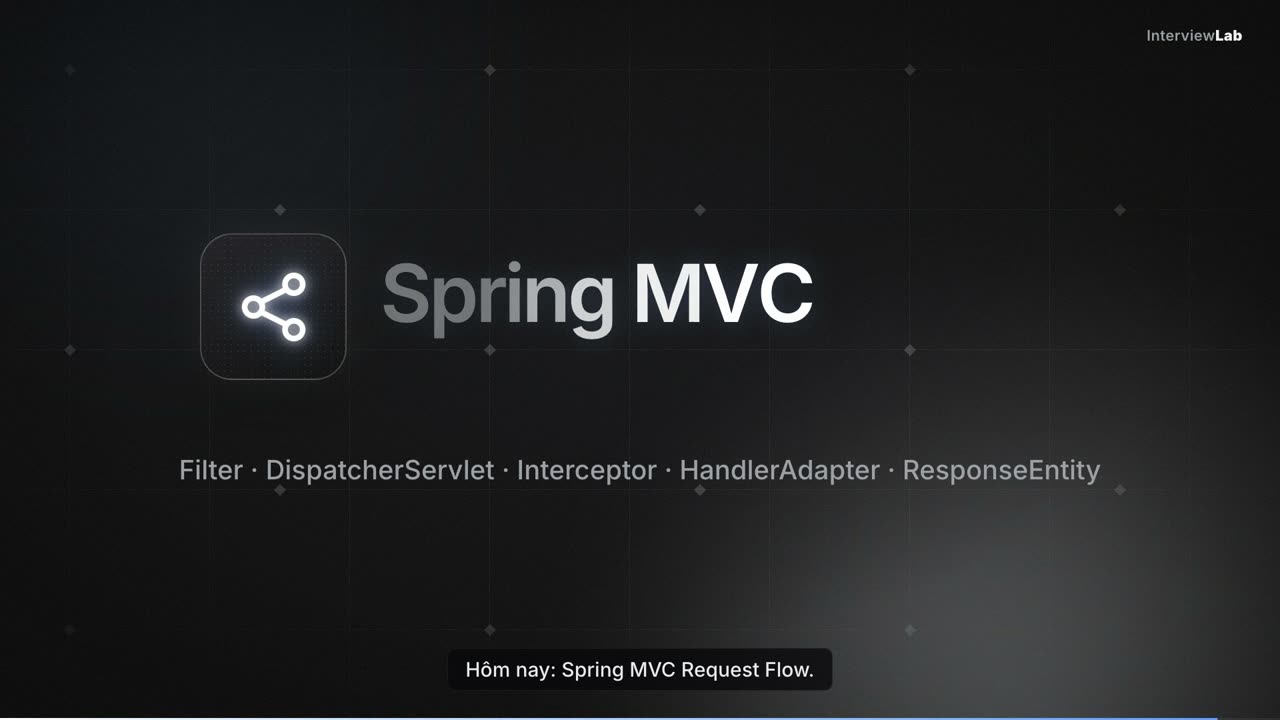 InterviewLab
Spring MVC
Filter · DispatcherServlet · Interceptor · HandlerAdapter · ResponseEntity
Hôm nay: Spring MVC Request Flow.